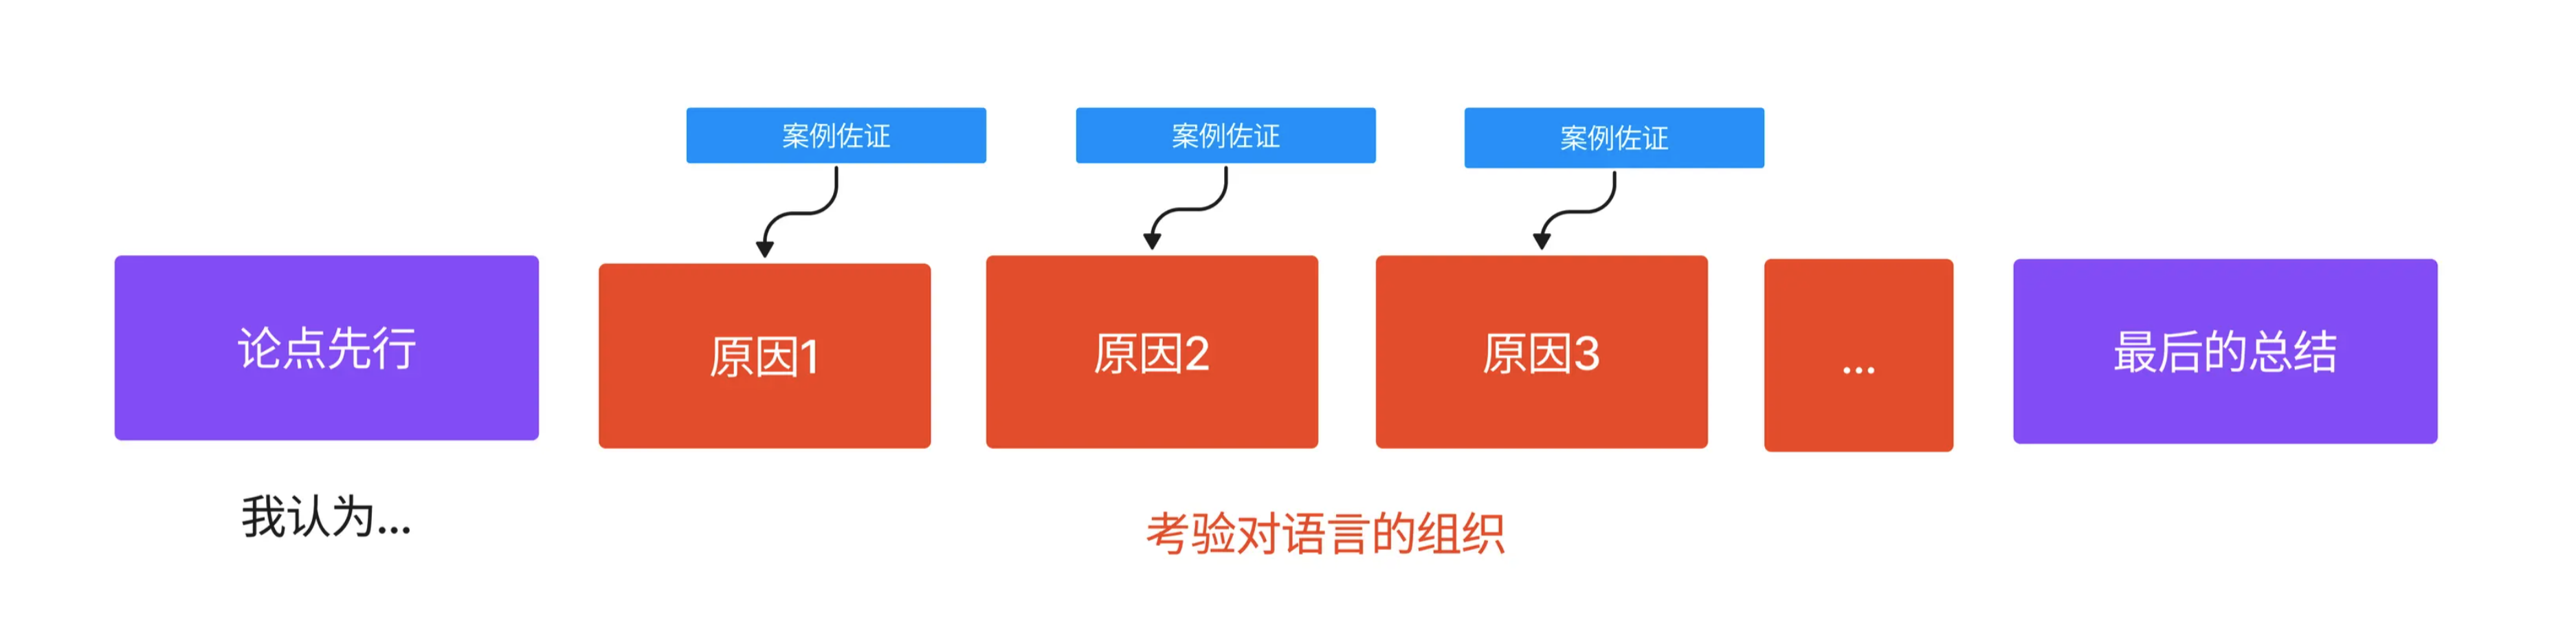 案例佐证
案例佐证
案例佐证
论点先行
原因1
原因2
原因3
...
最后的总结
我认为...
考验对语言的组织